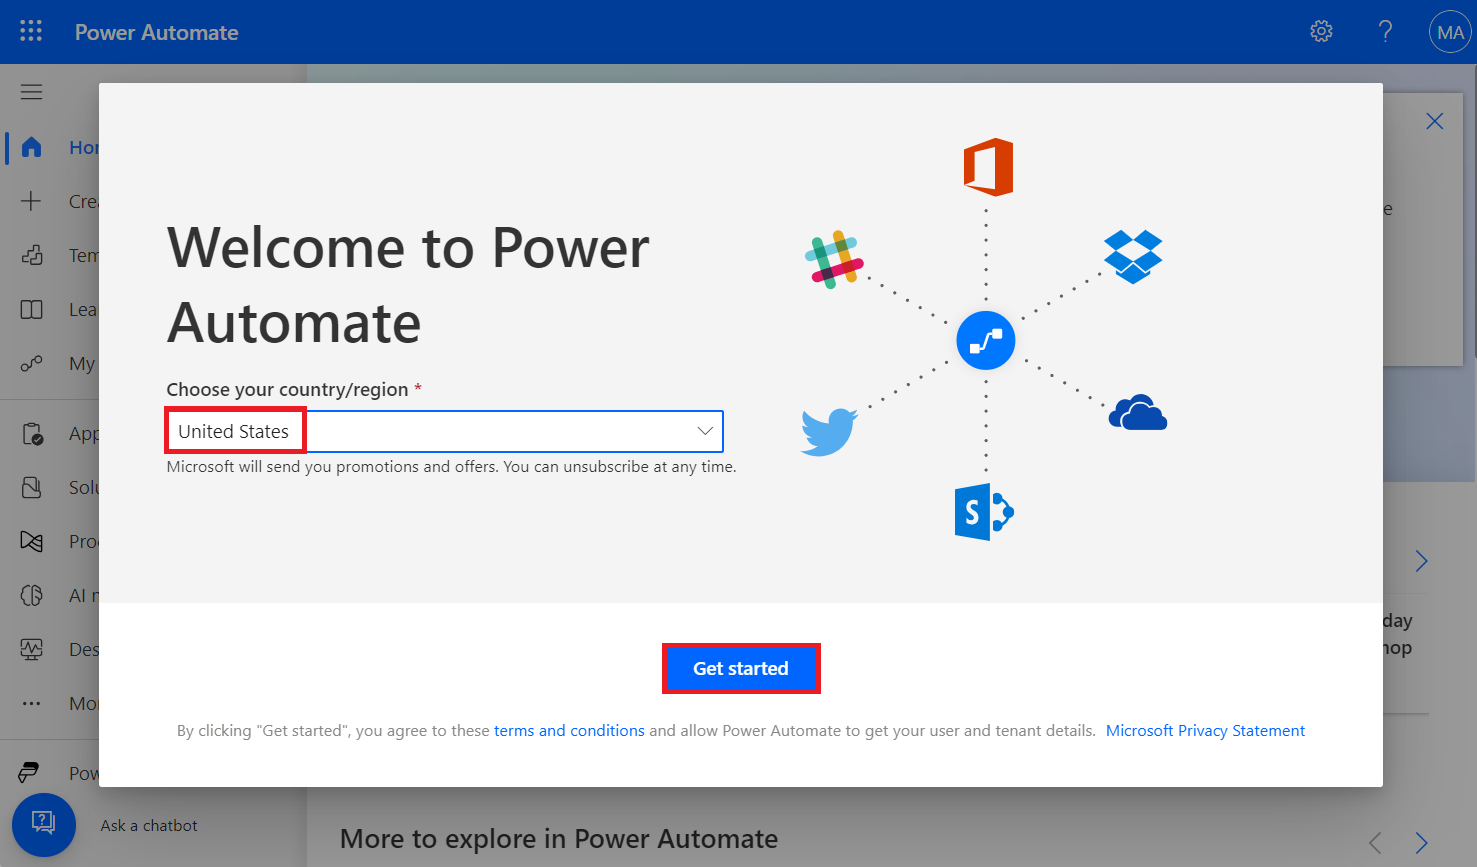 Power Automate
MA
Hor
Crea
Tem
Lea
My
App
Solu
Proc
AI m
Des
Mor
Pow
Ask a chatbot
Welcome to Power
Automate
Choose your country/region *
United States
Microsoft will send you promotions and offers. You can unsubscribe at any time.
S
Get started
By clicking "Get started", you agree to these terms and conditions and allow Power Automate to get your user and tenant details. Microsoft Privacy Statement
e
day
hop
More to explore in Power Automate